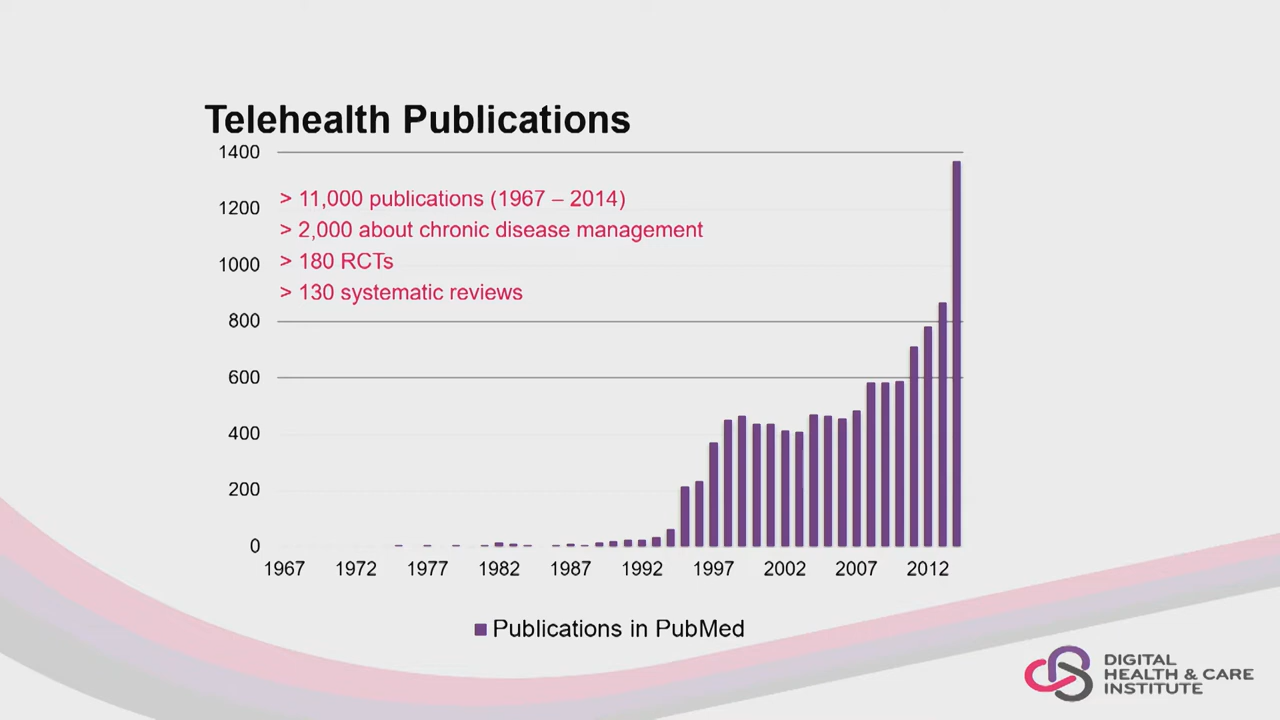 Telehealth Publications
1400
> 11,000 publications (1967 – 2014)
1200
> 2,000 about chronic disease management
1000
> 180 RCTs
> 130 systematic reviews
800
600
400
200
0
1967 1972 1977 1982 1987 1992 1997 2002 2007 2012
Publications in PubMed
DIGITAL
HEALTH & CARE
INSTITUTE